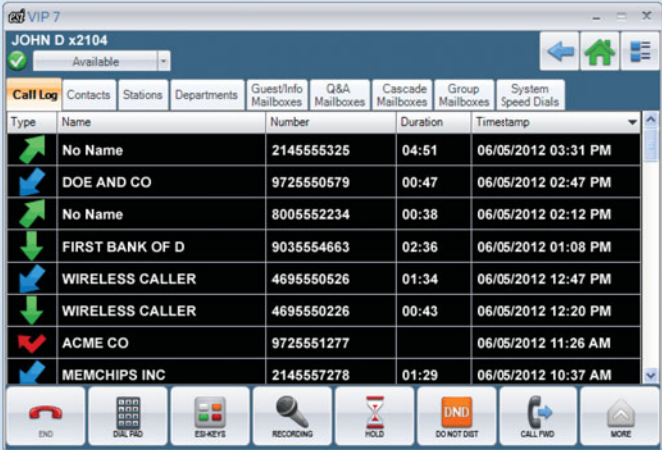 esi VIP 7
JOHN D x2104
Available
Call Log Contacts Stations Departments Guest/Info Mailboxes Q&A Mailboxes Cascade Mailboxes Group Mailboxes System Speed Dials
Type Name Number Duration Timestamp
No Name 2145555325 04:51 06/05/2012 03:31 PM
DOE AND CO 9725550579 00:47 06/05/2012 02:47 PM
No Name 8005552234 00:38 06/05/2012 02:12 PM
FIRST BANK OF D 9035554663 02:36 06/05/2012 01:08 PM
WIRELESS CALLER 4695550526 01:34 06/05/2012 12:47 PM
WIRELESS CALLER 4695550226 00:43 06/05/2012 12:20 PM
ACME CO 9725551277 06/05/2012 11:26 AM
MEMCHIPS INC 2145557278 01:29 06/05/2012 10:37 AM
DND
END DIAL PAD ESI-KEYS RECORDING HOLD DO NOT DIST CALL FWD MORE